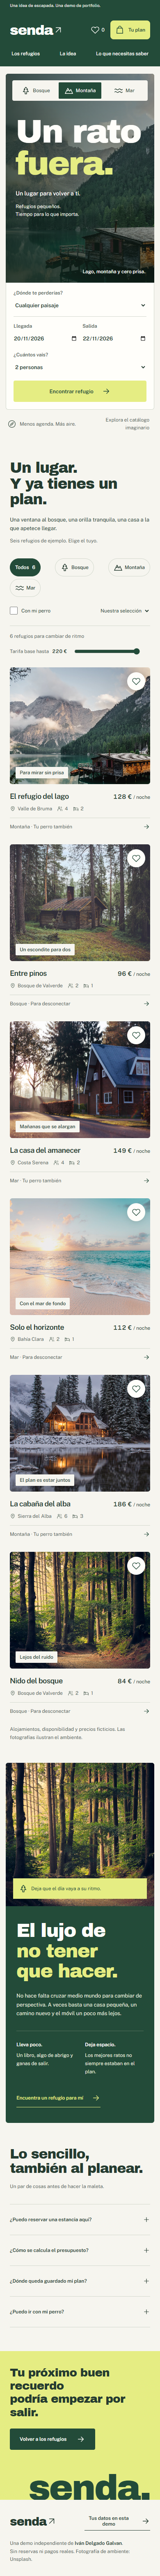 Una idea de escapada. Una demo de portfolio.
senda
0
Tu plan
Los refugios
La idea
Lo que necesitas saber
Bosque
Montaña
Mar
Un rato
fuera.
Un lugar para volver a ti.
Refugios pequeños.
Tiempo para lo que importa.
Lago, montaña y cero prisa.
¿Dónde te perderías?
Cualquier paisaje
Llegada
Salida
20/11/2026
22/11/2026
¿Cuántos vais?
2 personas
Encontrar refugio
Menos agenda. Más aire.
Explora el catálogo
imaginario
Un lugar.
Y ya tienes un
plan.
Una ventana al bosque, una orilla tranquila, una casa a la
que apetece llegar.
Seis refugios de ejemplo. Elige el tuyo.
Todos 6
Bosque
Montaña
Mar
Con mi perro
Nuestra selección
6 refugios para cambiar de ritmo
Tarifa base hasta 220 €
Para mirar sin prisa
El refugio del lago
128 € / noche
Valle de Bruma
4
2
Montaña · Tu perro también
Un escondite para dos
Entre pinos
96 € / noche
Bosque de Valverde
2
1
Bosque · Para desconectar
Mañanas que se alargan
La casa del amanecer
149 € / noche
Costa Serena
4
2
Mar · Tu perro también
Con el mar de fondo
Solo el horizonte
112 € / noche
Bahía Clara
2
1
Mar · Para desconectar
El plan es estar juntos
La cabaña del alba
186 € / noche
Sierra del Alba
6
3
Montaña · Tu perro también
Lejos del ruido
Nido del bosque
84 € / noche
Bosque de Valverde
2
1
Bosque · Para desconectar
Alojamientos, disponibilidad y precios ficticios. Las
fotografías ilustran el ambiente.
Deja que el día vaya a su ritmo.
El lujo de
no tener
que hacer.
No hace falta cruzar medio mundo para cambiar de
perspectiva. A veces basta una casa pequeña, un
camino nuevo y el móvil un poco más lejos.
Lleva poco.
Un libro, algo de abrigo y
ganas de salir.
Deja espacio.
Los mejores ratos no
siempre estaban en el
plan.
Encuentra un refugio para mí
Lo sencillo,
también al planear.
Un par de cosas antes de hacer la maleta.
¿Puedo reservar una estancia aquí?
¿Cómo se calcula el presupuesto?
¿Dónde queda guardado mi plan?
¿Puedo ir con mi perro?
Tu próximo buen
recuerdo
podría empezar por
salir.
Volver a los refugios
senda.
senda
Tus datos en esta
demo
Una demo independiente de Iván Delgado Galvan.
Sin reservas ni pagos reales. Fotografía de ambiente:
Unsplash.